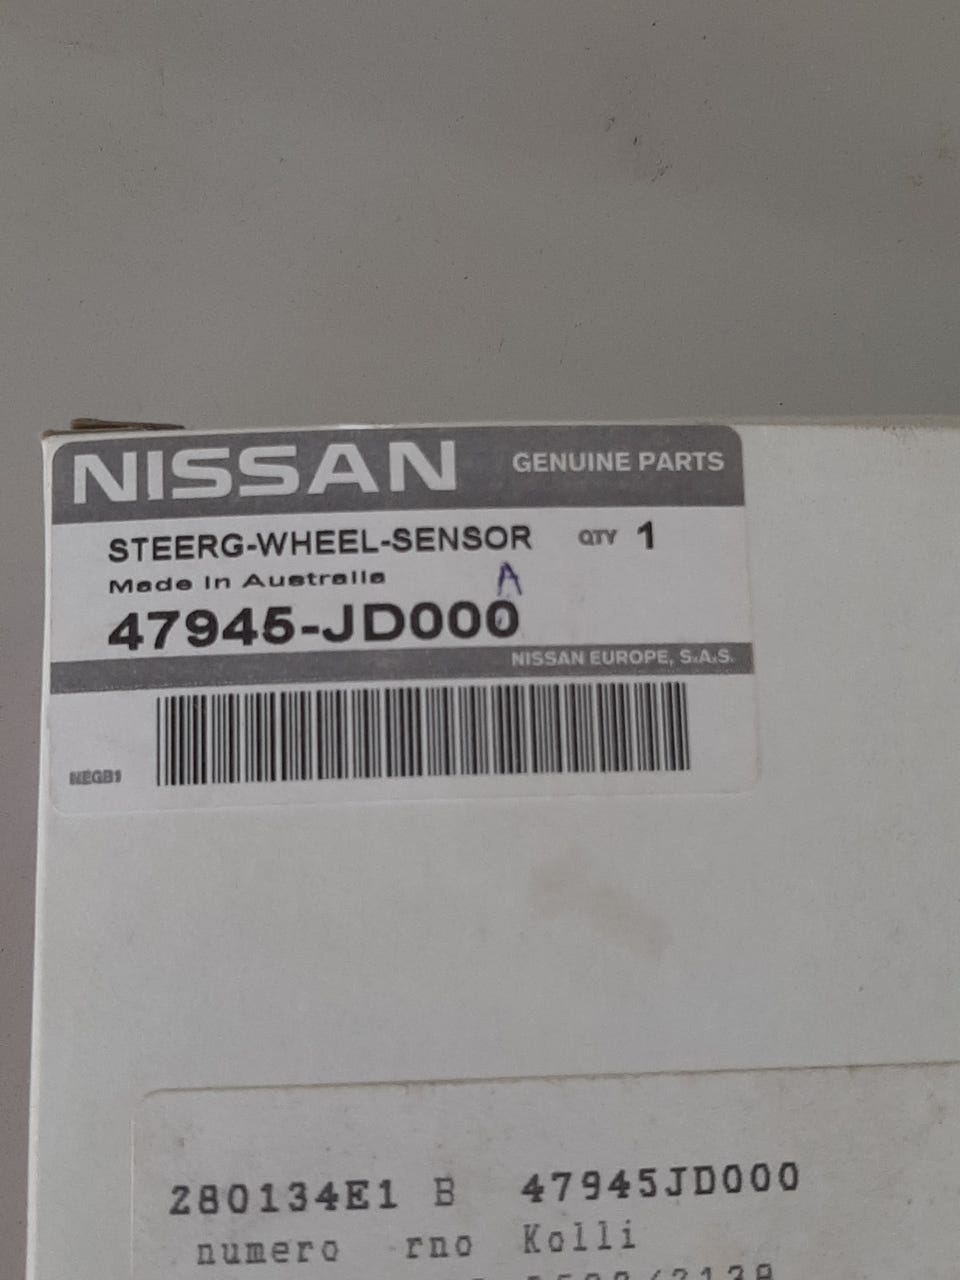 NISSAN GENUINE PARTS
STEERG-WHEEL-SENSOR QTY 1
Made In Australia A
47945-JD000
NISSAN EUROPE, S.A.S.
NEGB1
Z80134E1 B 47945JD000
numero rno Kolli